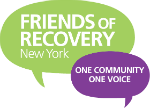 FRIENDS OF
RECOVERY
New York
ONE COMMUNITY
ONE VOICE